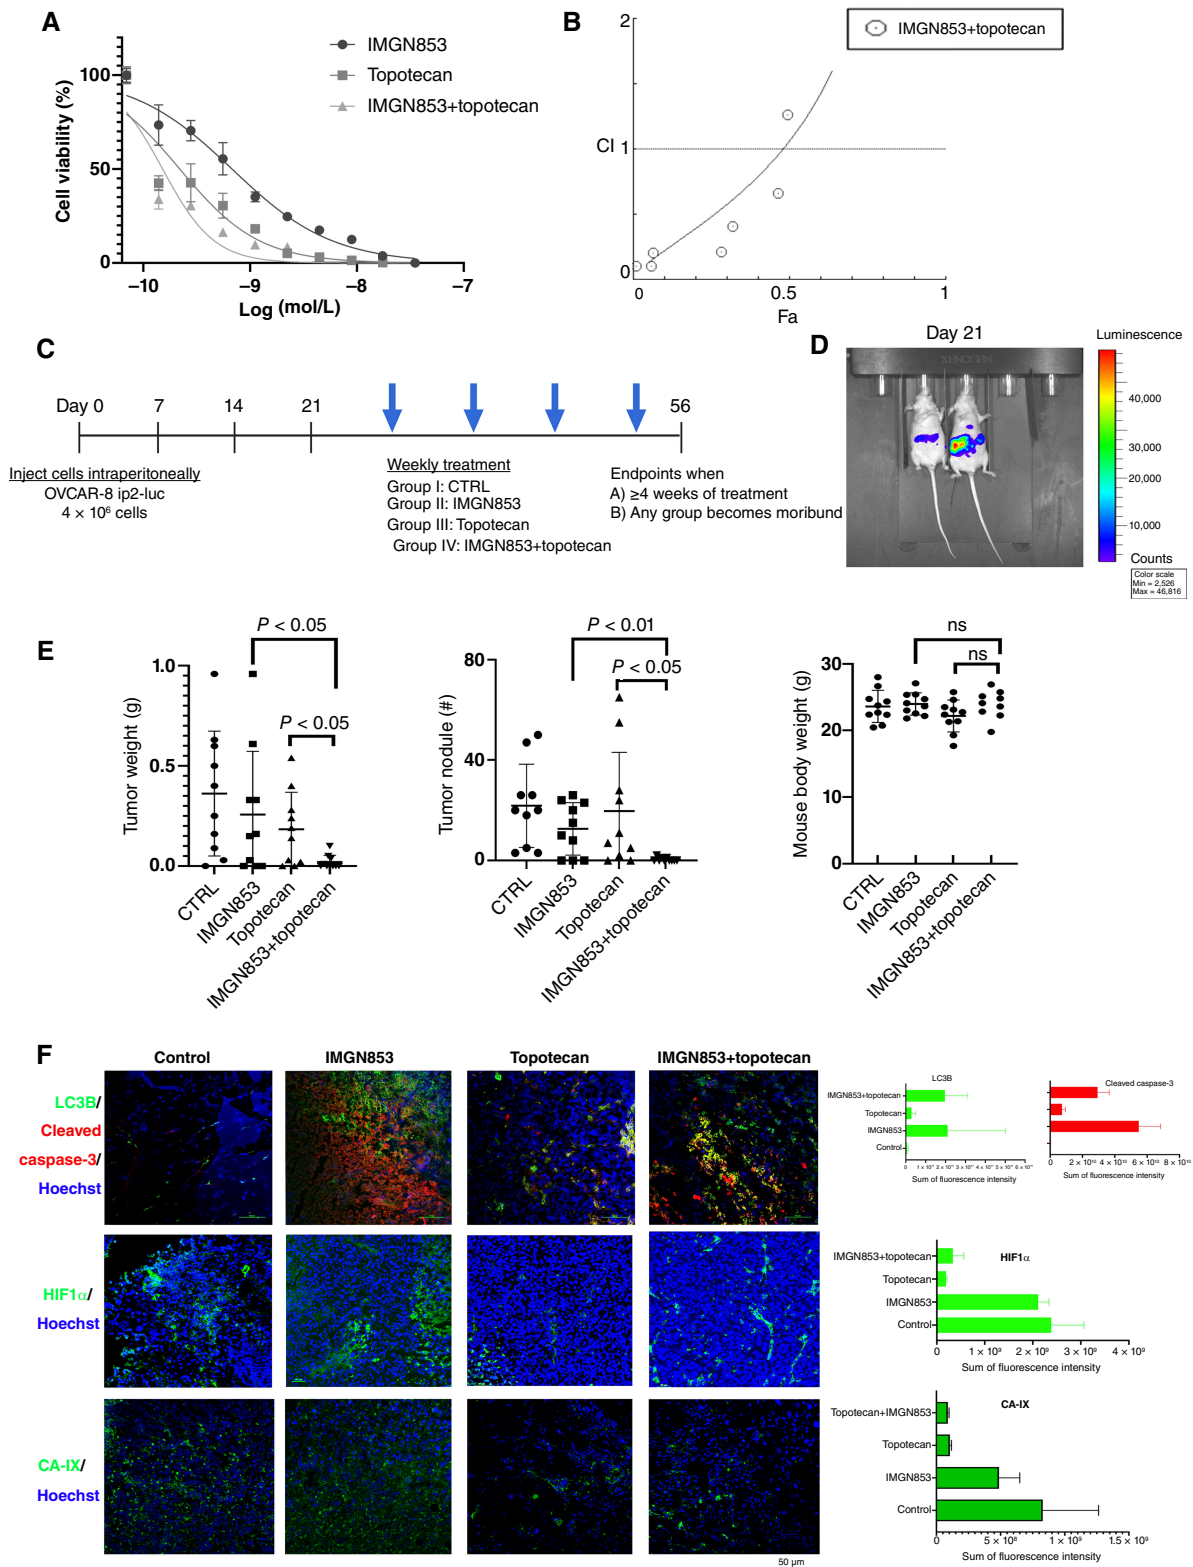 A
IMGN853
Topotecan
IMGN853+topotecan
Cell viability (%)
100
50
0
–10
–9
–8
–7
Log (mol/L)
B
IMGN853+topotecan
2
CI 1
0
0
0.5
1
Fa
C
Day 0
7
14
21
56
Inject cells intraperitoneally
OVCAR-8 ip2-luc
4 × 10⁶ cells
Weekly treatment
Group I: CTRL
Group II: IMGN853
Group III: Topotecan
Group IV: IMGN853+topotecan
Endpoints when
A) ≥4 weeks of treatment
B) Any group becomes moribund
D
Day 21
XENOGEN
Luminescence
40,000
30,000
20,000
10,000
Counts
Color scale
Min = 2,526
Max = 46,816
E
P < 0.05
P < 0.05
Tumor weight (g)
1.0
0.5
0.0
CTRL
IMGN853
Topotecan
IMGN853+topotecan
P < 0.01
P < 0.05
Tumor nodule (#)
80
40
0
CTRL
IMGN853
Topotecan
IMGN853+topotecan
ns
ns
Mouse body weight (g)
30
20
10
0
CTRL
IMGN853
Topotecan
IMGN853+topotecan
F
Control
IMGN853
Topotecan
IMGN853+topotecan
LC3B/
Cleaved
caspase-3/
Hoechst
LC3B
IMGN853+topotecan
Topotecan
IMGN853
Control
Sum of fluorescence intensity
Cleaved caspase-3
0
2 × 10¹⁰
4 × 10¹⁰
6 × 10¹⁰
8 × 10¹⁰
Sum of fluorescence intensity
HIF1α/
Hoechst
HIF1α
IMGN853+topotecan
Topotecan
IMGN853
Control
0
1 × 10⁹
2 × 10⁹
3 × 10⁹
4 × 10⁹
Sum of fluorescence intensity
CA-IX/
Hoechst
CA-IX
Topotecan+IMGN853
Topotecan
IMGN853
Control
0
5 × 10⁸
1 × 10⁹
1.5 × 10⁹
Sum of fluorescence intensity
50 µm